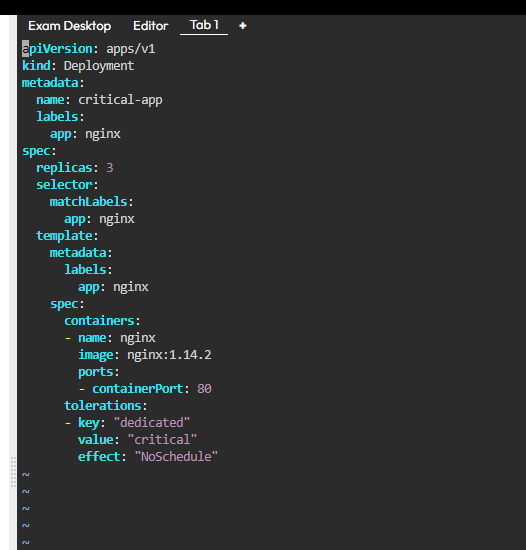 Exam Desktop Editor Tab 1 +
apiVersion: apps/v1
kind: Deployment
metadata:
  name: critical-app
  labels:
    app: nginx
spec:
  replicas: 3
  selector:
    matchLabels:
      app: nginx
  template:
    metadata:
      labels:
        app: nginx
    spec:
      containers:
      - name: nginx
        image: nginx:1.14.2
        ports:
        - containerPort: 80
      tolerations:
      - key: "dedicated"
        value: "critical"
        effect: "NoSchedule"
~
~
~
~
~